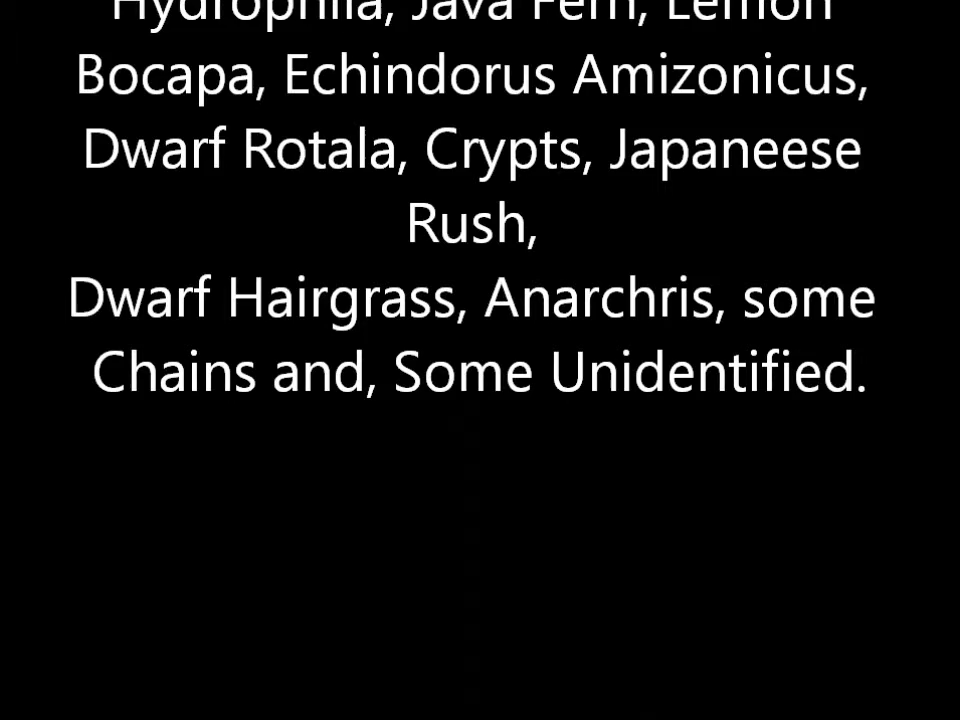 Hydrophilia, Java Fern, Lemon
Bocapa, Echindorus Amizonicus,
Dwarf Rotala, Crypts, Japaneese
Rush,
Dwarf Hairgrass, Anarchris, some
Chains and, Some Unidentified.